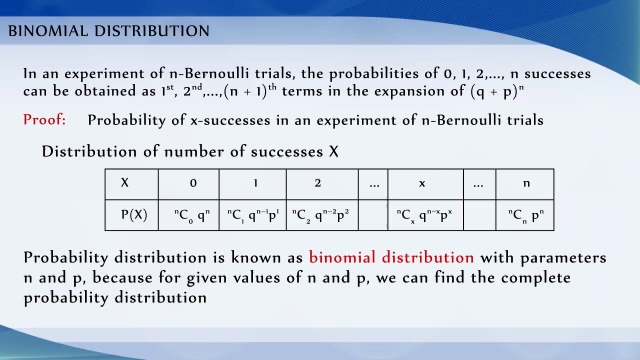 BINOMIAL DISTRIBUTION
In an experiment of n-Bernoulli trials, the probabilities of 0, 1, 2,..., n successes
can be obtained as 1ˢᵗ, 2ⁿᵈ,...,(n + 1)ᵗʰ terms in the expansion of (q + p)ⁿ
Proof: Probability of x-successes in an experiment of n-Bernoulli trials
Distribution of number of successes X
X 0 1 2 ... x ... n
P(X) ⁿC₀ qⁿ ⁿC₁ qⁿ⁻¹p¹ ⁿC₂ qⁿ⁻²p² ⁿCₓ qⁿ⁻ˣpˣ ⁿCₙ pⁿ
Probability distribution is known as binomial distribution with parameters
n and p, because for given values of n and p, we can find the complete
probability distribution